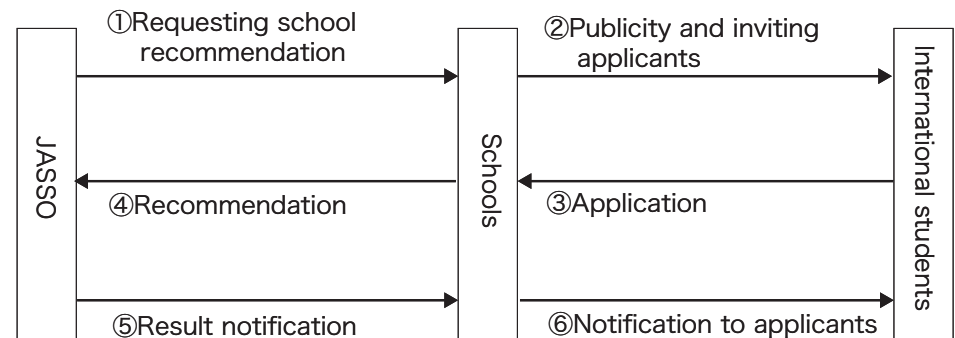 ①Requesting school
recommendation
②Publicity and inviting
applicants
JASSO
Schools
International students
④Recommendation
③Application
⑤Result notification
⑥Notification to applicants